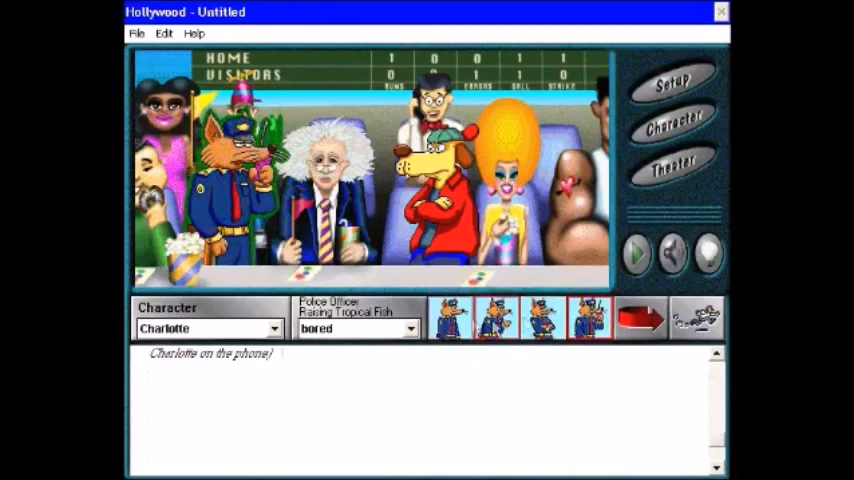 Hollywood - Untitled
File Edit Help
HOME 1 0 0 1 1
VISITORS 0 0 1 1 0
RUNS ERRORS BALL STRIKE
Setup
Character
Theater
Character
Police Officer
Raising Tropical Fish
Charlotte
bored
Charlotte on the phone)